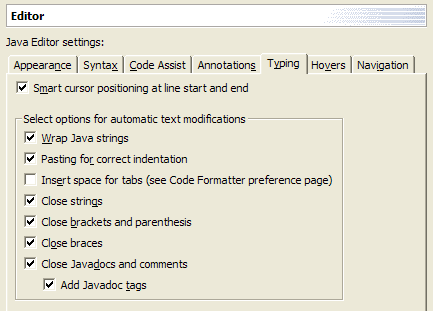 Editor
Java Editor settings:
Appearance Syntax Code Assist Annotations Typing Hovers Navigation
Smart cursor positioning at line start and end
Select options for automatic text modifications
Wrap Java strings
Pasting for correct indentation
Insert space for tabs (see Code Formatter preference page)
Close strings
Close brackets and parenthesis
Close braces
Close Javadocs and comments
Add Javadoc tags